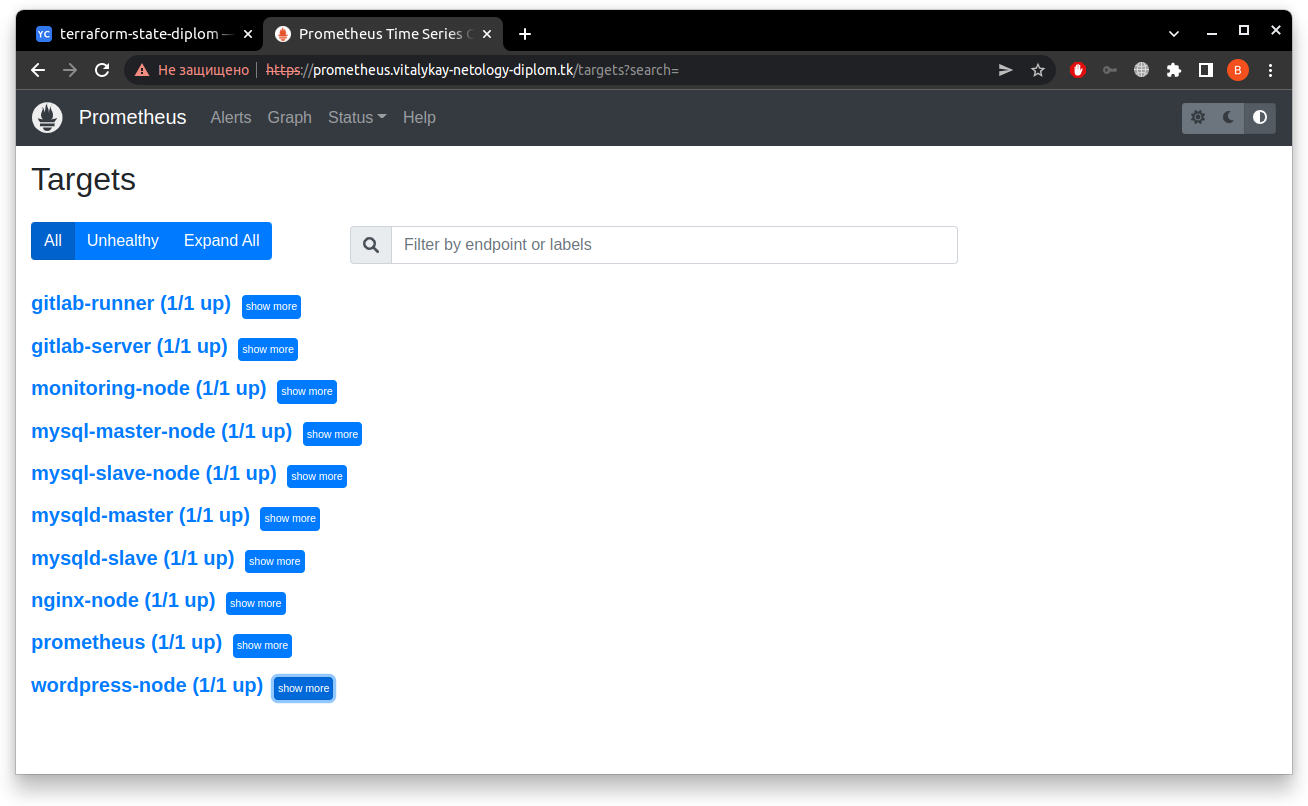 YC terraform-state-diplom — Prometheus Time Series C
Не защищено https://prometheus.vitalykay-netology-diplom.tk/targets?search= B
Prometheus Alerts Graph Status Help
Targets
All Unhealthy Expand All Filter by endpoint or labels
gitlab-runner (1/1 up) show more
gitlab-server (1/1 up) show more
monitoring-node (1/1 up) show more
mysql-master-node (1/1 up) show more
mysql-slave-node (1/1 up) show more
mysqld-master (1/1 up) show more
mysqld-slave (1/1 up) show more
nginx-node (1/1 up) show more
prometheus (1/1 up) show more
wordpress-node (1/1 up) show more